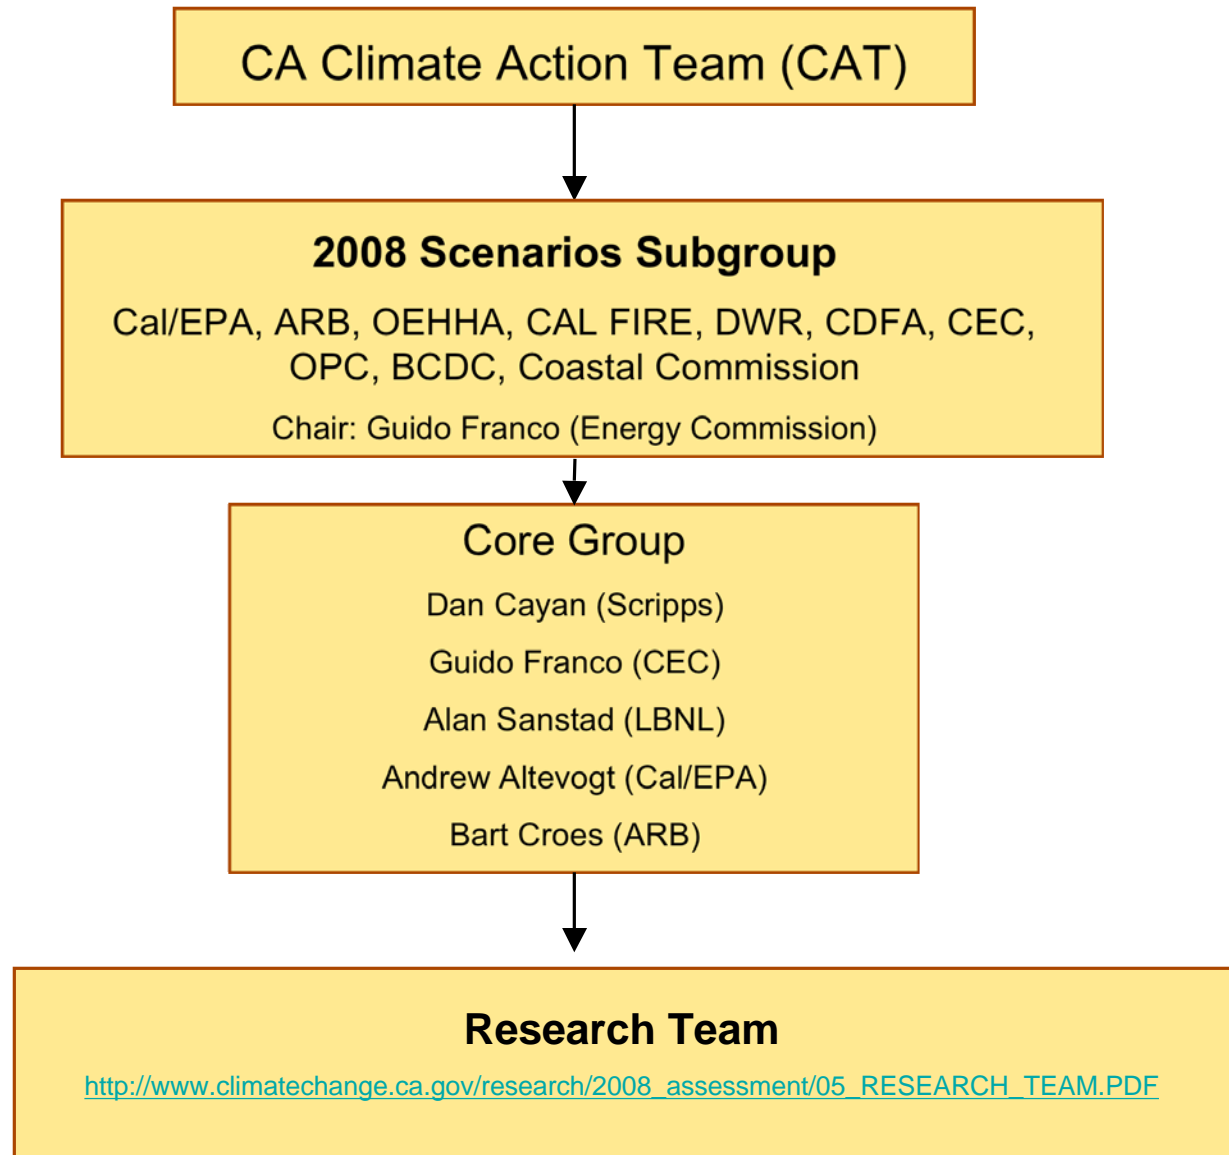 CA Climate Action Team (CAT)
2008 Scenarios Subgroup
Cal/EPA, ARB, OEHHA, CAL FIRE, DWR, CDFA, CEC,
OPC, BCDC, Coastal Commission
Chair: Guido Franco (Energy Commission)
Core Group
Dan Cayan (Scripps)
Guido Franco (CEC)
Alan Sanstad (LBNL)
Andrew Altevogt (Cal/EPA)
Bart Croes (ARB)
Research Team
http://www.climatechange.ca.gov/research/2008_assessment/05_RESEARCH_TEAM.PDF